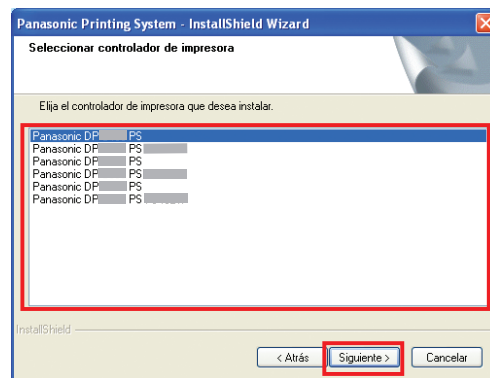 Panasonic Printing System - InstallShield Wizard
Seleccionar controlador de impresora
Elija el controlador de impresora que desea instalar.
Panasonic DP PS
Panasonic DP PS
Panasonic DP PS
Panasonic DP PS
Panasonic DP PS
Panasonic DP PS
InstallShield
< Atrás Siguiente > Cancelar